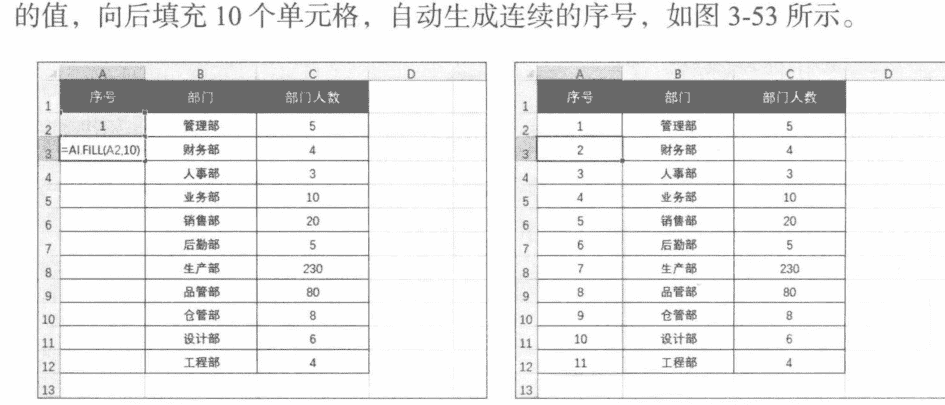 的值，向后填充 10 个单元格，自动生成连续的序号，如图 3-53 所示。
A B C D
1 序号 部门 部门人数
2 1 管理部 5
3 =AI.FILL(A2,10) 财务部 4
4 人事部 3
5 业务部 10
6 销售部 20
7 后勤部 5
8 生产部 230
9 品管部 80
10 仓管部 8
11 设计部 6
12 工程部 4
13
A B C D
1 序号 部门 部门人数
2 1 管理部 5
3 2 财务部 4
4 3 人事部 3
5 4 业务部 10
6 5 销售部 20
7 6 后勤部 5
8 7 生产部 230
9 8 品管部 80
10 9 仓管部 8
11 10 设计部 6
12 11 工程部 4
13